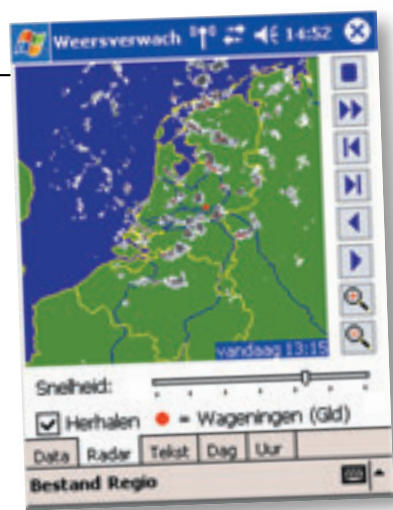 Weersverwach 14:52
vandaag 13:15
Snelheid:
Herhalen = Wageningen (Gld)
Data Radar Tekst Dag Uur
Bestand Regio